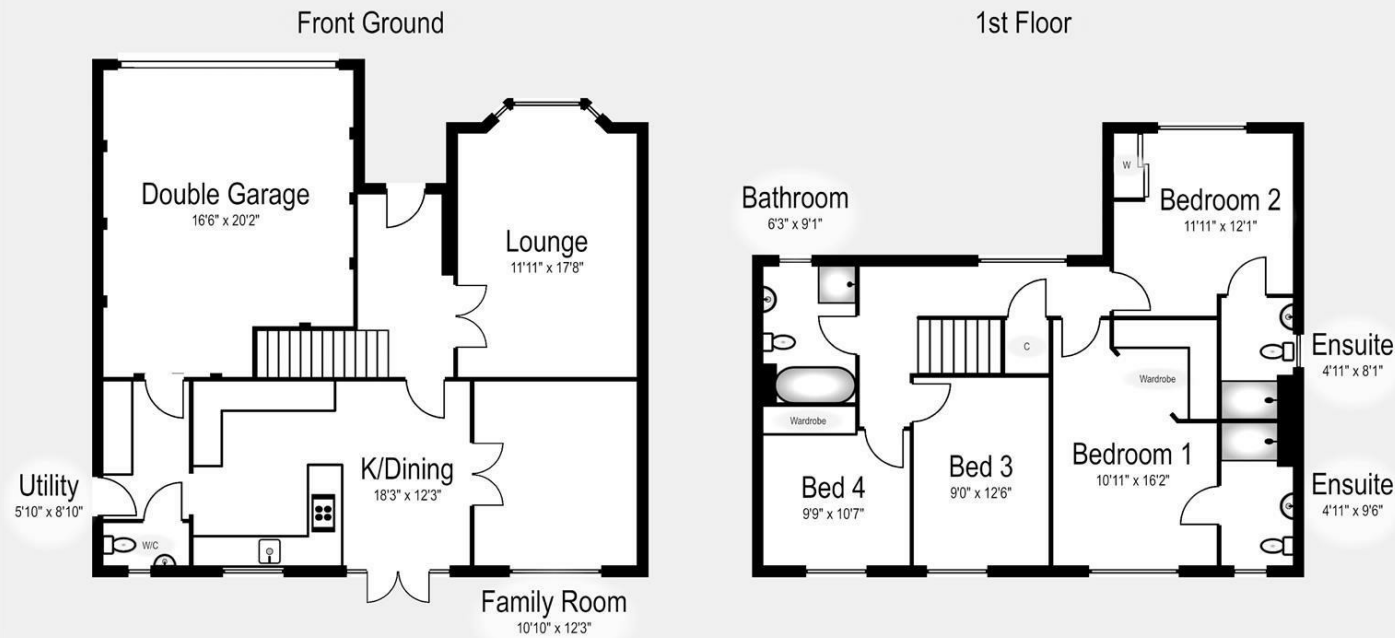 Front Ground
Double Garage
16'6" x 20'2"
Lounge
11'11" x 17'8"
K/Dining
18'3" x 12'3"
Utility
5'10" x 8'10"
W/C
Family Room
10'10" x 12'3"
1st Floor
Bathroom
6'3" x 9'1"
W
Bedroom 2
11'11" x 12'1"
C
Ensuite
4'11" x 8'1"
Wardrobe
Wardrobe
Bedroom 1
10'11" x 16'2"
Bed 3
9'0" x 12'6"
Bed 4
9'9" x 10'7"
Ensuite
4'11" x 9'6"